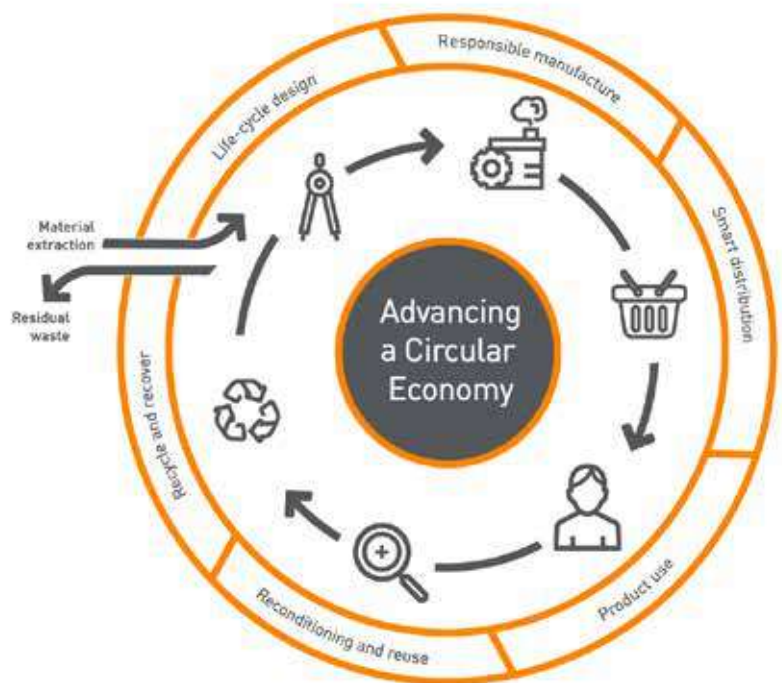 Responsible manufacture
Life-cycle design
Smart distribution
Material
extraction
Residual
waste
Advancing
a Circular
Economy
Recycle and recover
Product use
Reconditioning and reuse